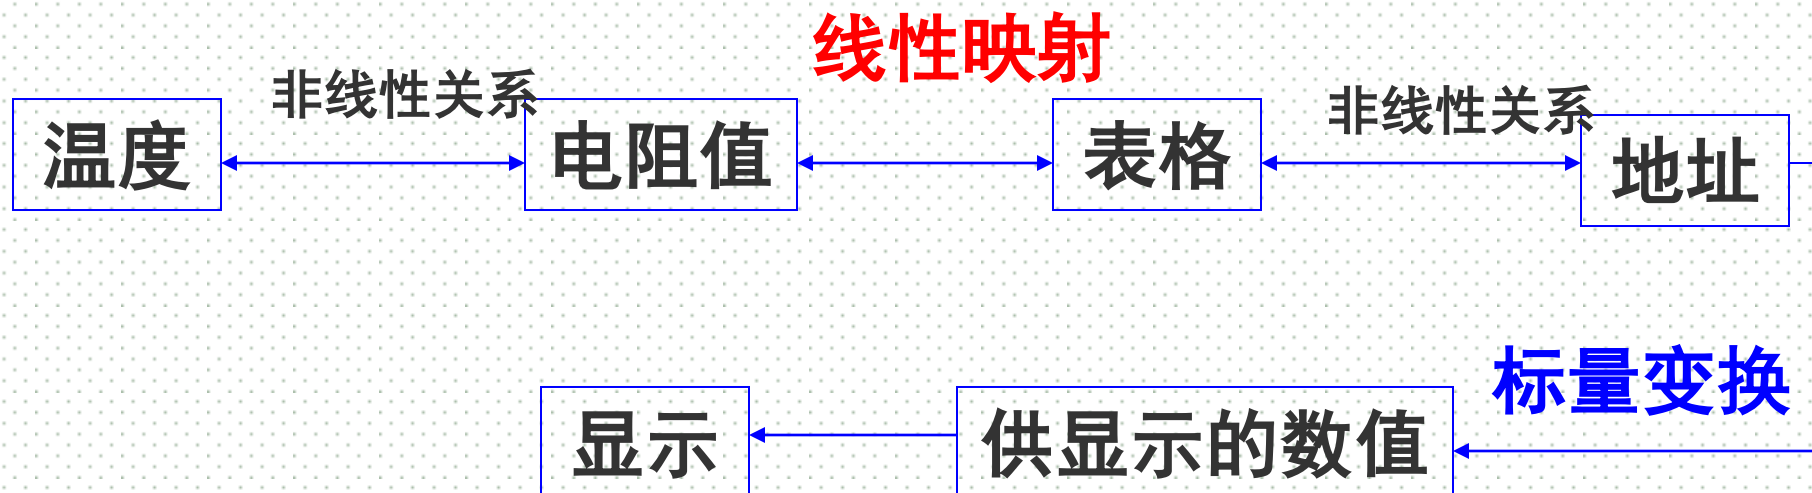 线性映射
非线性关系
非线性关系
温度
电阻值
表格
地址
标量变换
显示
供显示的数值